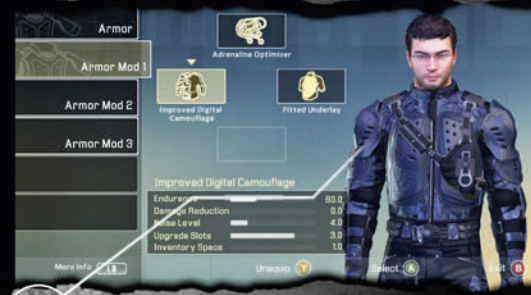 Armor
Armor Mod 1
Armor Mod 2
Armor Mod 3
Adrenaline Optimizer
Improved Digital
Camouflage
Fitted Underlay
Improved Digital Camouflage
Endurance 60.0
Damage Reduction 0.0
Noise Level 4.0
Upgrade Slots 3.0
Inventory Space 1.0
More Info LB
Unequip Y
Select A
Exit B